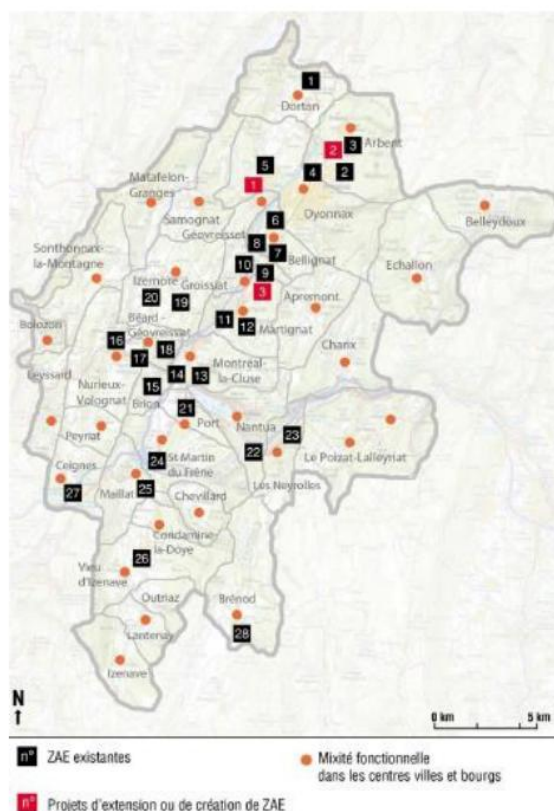 1
Dortan
Arbent
2
3
5
4
2
1
Matafelon-
Granges
Samognat
Oyonnax
Belleydoux
Géovreisset
6
8
7
Bellignat
Sonthonnax-
la-Montagne
Izernore
Groissiat
10
9
3
Echallon
Apremont
20
19
Béard -
Géovreissiat
11
12
Martignat
Bolozon
16
18
17
Charix
Leyssard
Nurieux-
Volognat
Montréal-
la-Cluse
14
13
15
Brion
21
Port
Nantua
23
22
Peyriat
Le Poizat-Lalleyriat
24
St Martin
du Frêne
Les Neyrolles
Ceignes
27
Maillat
25
Chevillard
Condamine-
la-Doye
26
Vieu
d'Izenave
Outriaz
Brénod
28
Lantenay
Izenave
N
0 km
5 km
n° ZAE existantes
Mixité fonctionnelle
dans les centres villes et bourgs
n° Projets d'extension ou de création de ZAE